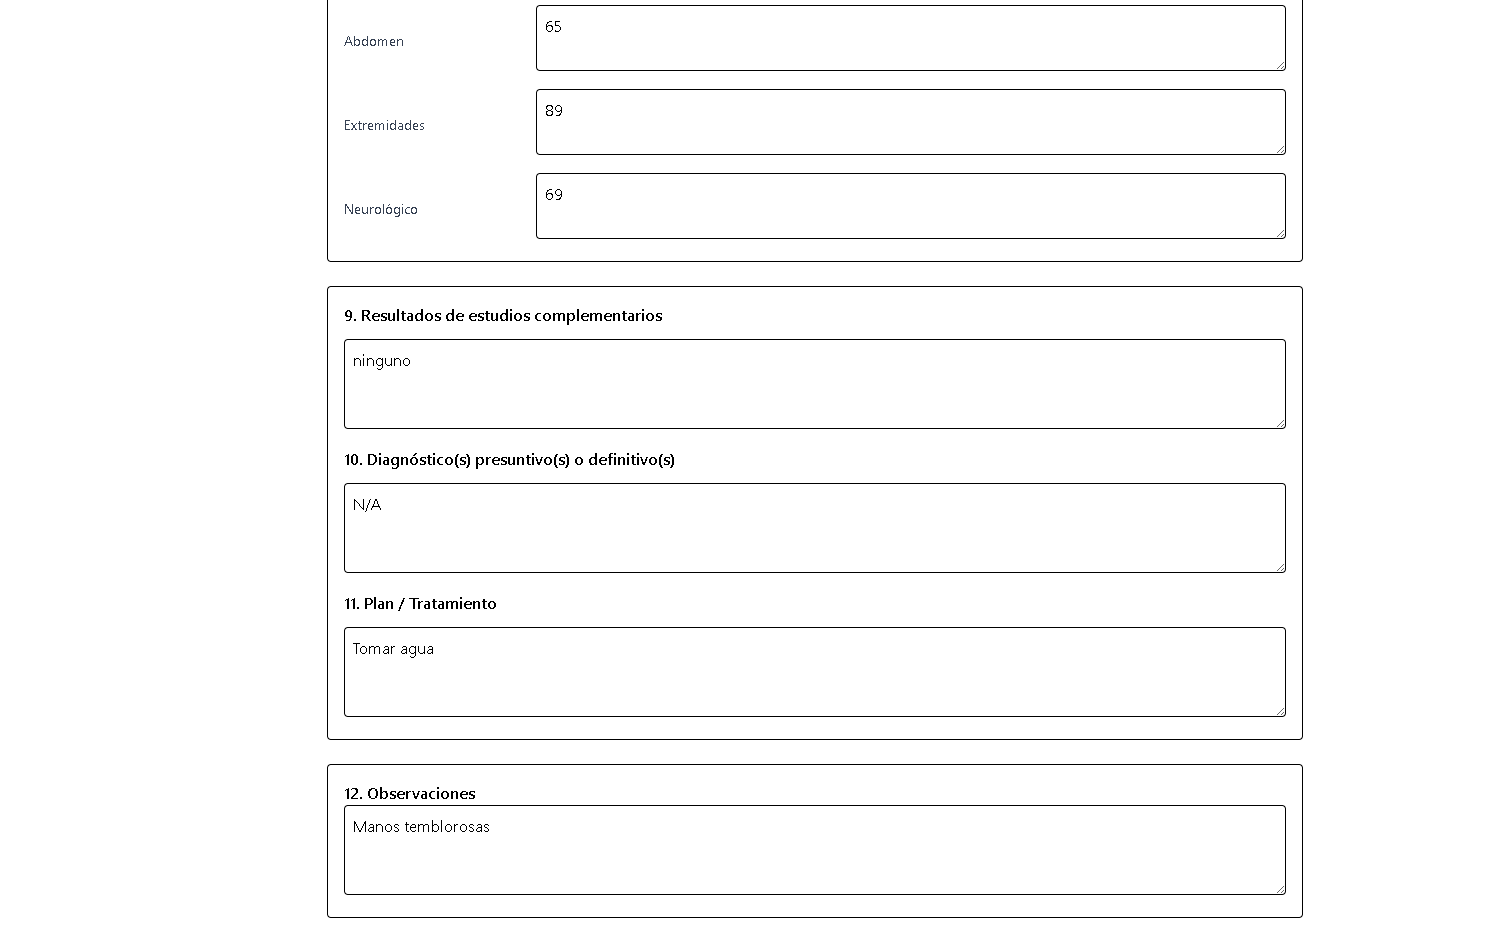 Abdomen
65
Extremidades
89
Neurológico
69
9. Resultados de estudios complementarios
ninguno
10. Diagnóstico(s) presuntivo(s) o definitivo(s)
N/A
11. Plan / Tratamiento
Tomar agua
12. Observaciones
Manos temblorosas